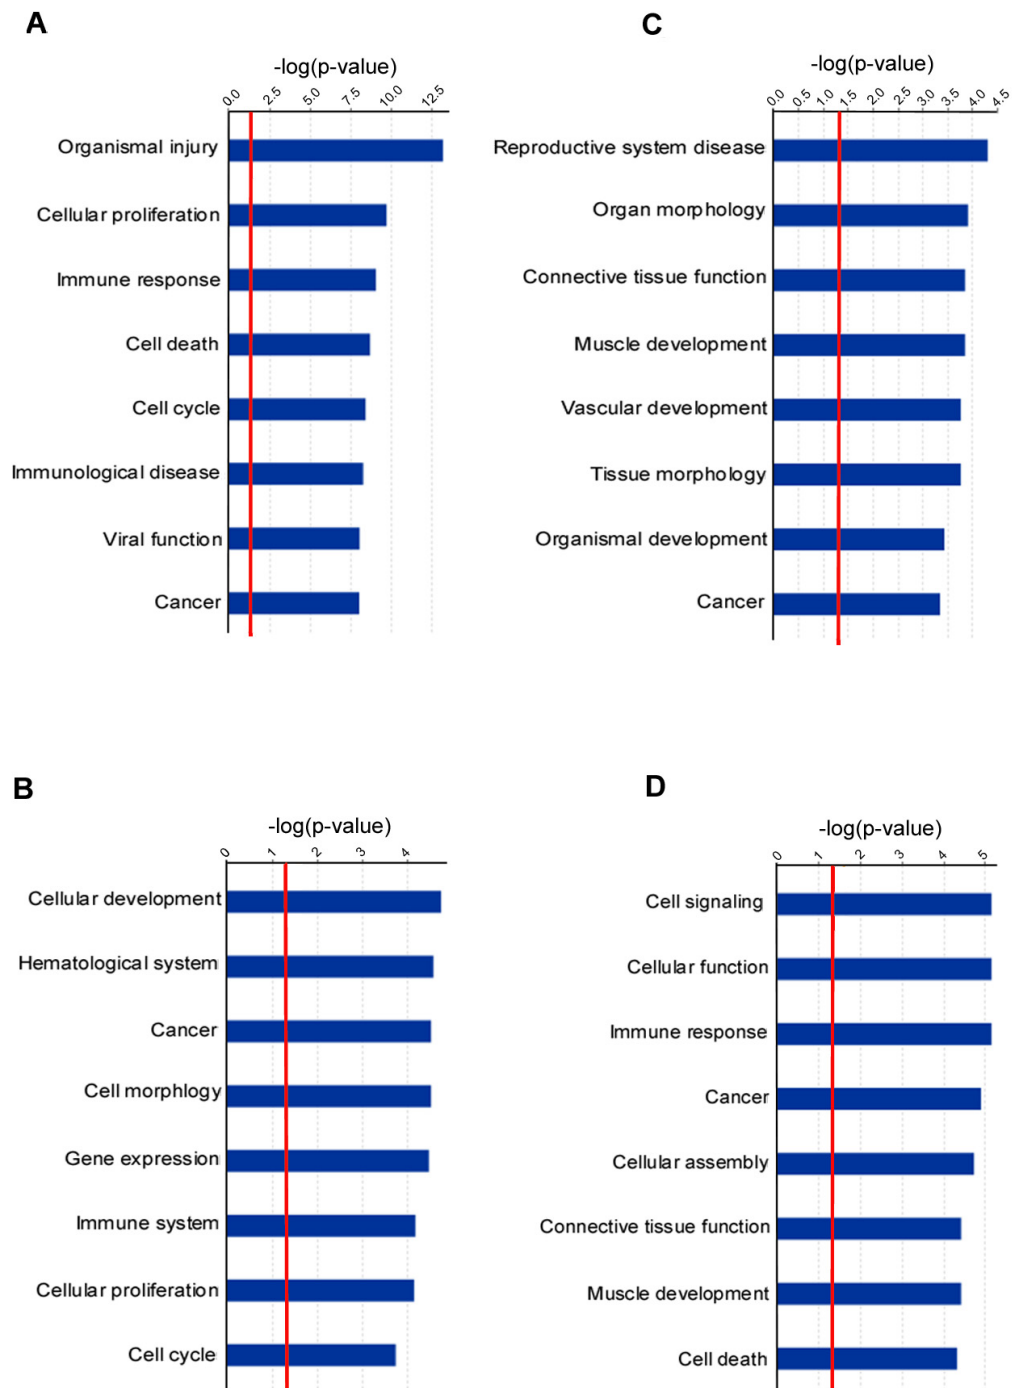 A
-log(p-value)
0.0 2.5 5.0 7.5 10.0 12.5
Organismal injury
Cellular proliferation
Immune response
Cell death
Cell cycle
Immunological disease
Viral function
Cancer
C
-log(p-value)
0.0 0.5 1.0 1.5 2.0 2.5 3.0 3.5 4.0 4.5
Reproductive system disease
Organ morphology
Connective tissue function
Muscle development
Vascular development
Tissue morphology
Organismal development
Cancer
B
-log(p-value)
0 1 2 3 4
Cellular development
Hematological system
Cancer
Cell morphlogy
Gene expression
Immune system
Cellular proliferation
Cell cycle
D
-log(p-value)
0 1 2 3 4 5
Cell signaling
Cellular function
Immune response
Cancer
Cellular assembly
Connective tissue function
Muscle development
Cell death